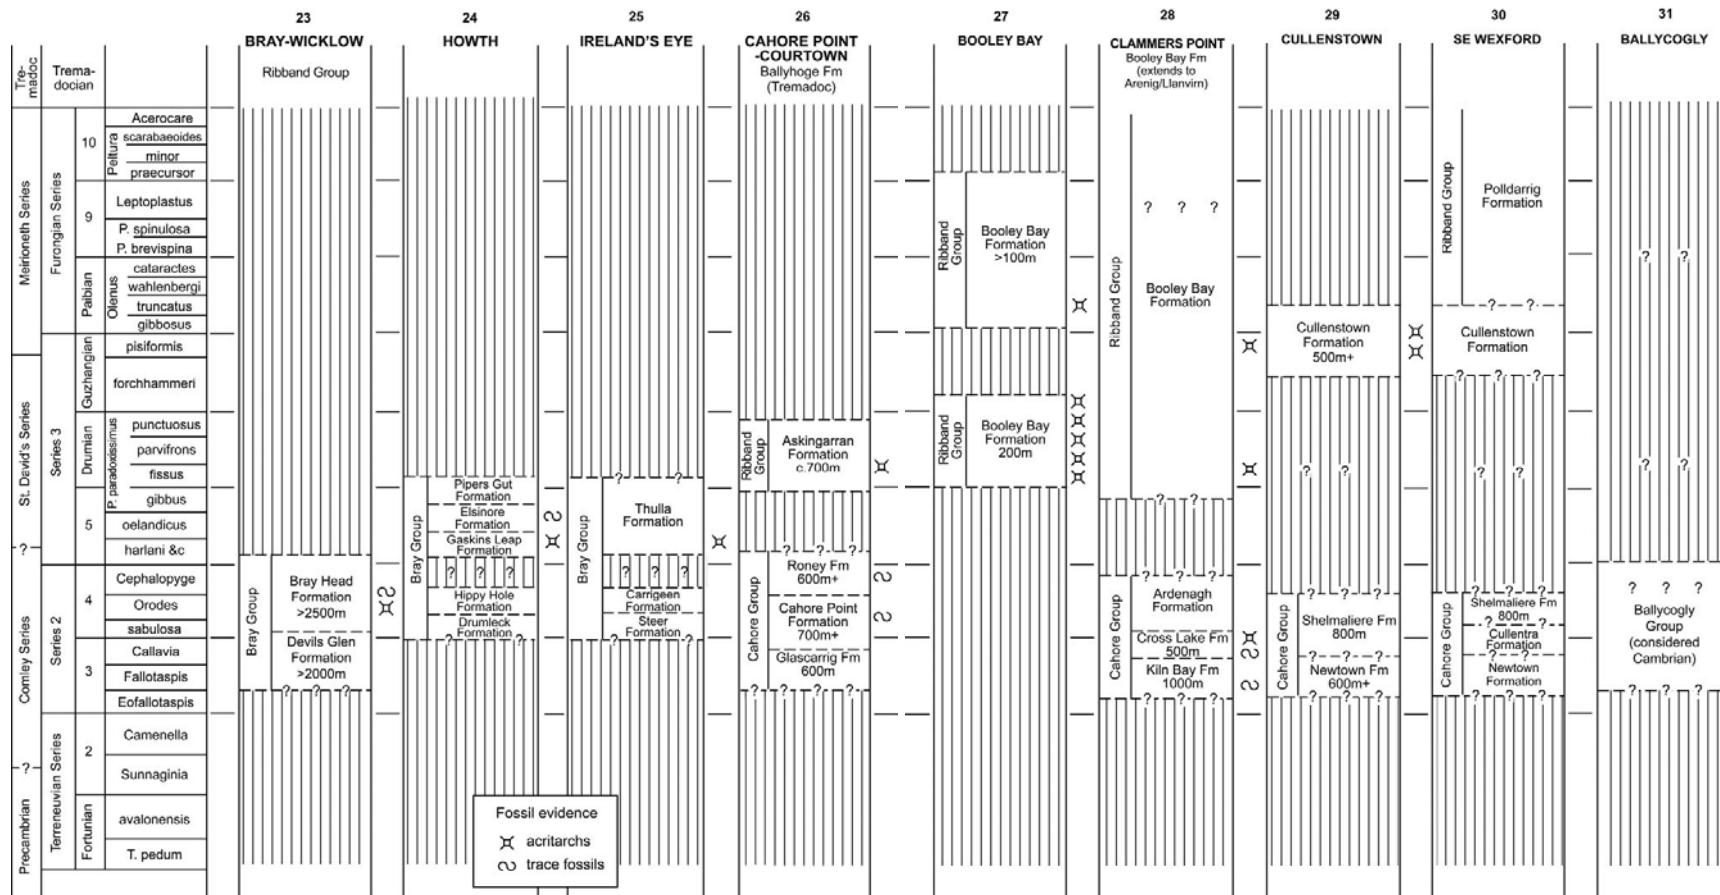 23
24
25
26
27
28
29
30
31
BRAY-WICKLOW
Ribband Group
HOWTH
IRELAND'S EYE
CAHORE POINT
-COURTOWN
Ballyhoge Fm
(Tremadoc)
BOOLEY BAY
CLAMMERS POINT
Booley Bay Fm
(extends to
Arenig/Llanvirn)
CULLENSTOWN
SE WEXFORD
BALLYCOGLY
Tre-
madoc
Meirioneth Series
St. David's Series
?
Comley Series
?
Precambrian
Trema-
docian
Furongian Series
Series 3
Series 2
Terreneuvian Series
10
9
Paibian
Guzhangian
Drumian
5
4
3
2
Fortunian
Peltura
Olenus
P. paradoxissimus
Acerocare
scarabaeoides
minor
praecursor
Leptoplastus
P. spinulosa
P. brevispina
cataractes
wahlenbergi
truncatus
gibbosus
pisiformis
forchhammeri
punctuosus
parvifrons
fissus
gibbus
oelandicus
harlani &c
Cephalopyge
Orodes
sabulosa
Callavia
Fallotaspis
Eofallotaspis
Camenella
Sunnaginia
avalonensis
T. pedum
Bray Group
Bray Head
Formation
>2500m
Devils Glen
Formation
>2000m
? ? ?
Bray Group
Pipers Gut
Formation
Elsinore
Formation
Gaskins Leap
Formation
? ? ?
Hippy Hole
Formation
Drumleck
Formation
? ? ?
Bray Group
? ?
Thulla
Formation
? ? ?
Carrigeen
Formation
Steer
Formation
? ? ?
Ribband
Group
Askingarran
Formation
c.700m
? ? ?
Cahore Group
Roney Fm
600m+
Cahore Point
Formation
700m+
Glascarrig Fm
600m
? ? ?
Ribband
Group
Booley Bay
Formation
>100m
Ribband
Group
Booley Bay
Formation
200m
Ribband Group
? ? ?
Booley Bay
Formation
? ?
? ? ?
Cahore Group
Ardenagh
Formation
Cross Lake Fm
500m
Kiln Bay Fm
1000m
? ? ?
Cullenstown
Formation
500m+
? ?
? ? ?
Cahore Group
Shelmaliere Fm
800m
? ? ?
Newtown Fm
600m+
? ? ?
Ribband Group
Polldarrig
Formation
? ?
Cullenstown
Formation
? ? ?
? ?
? ? ?
Cahore Group
Shelmaliere Fm
800m
? ? ?
Cullentra
Formation
? ? ?
Newtown
Formation
? ? ?
? ?
? ?
? ? ?
Ballycogly
Group
(considered
Cambrian)
? ? ?
Fossil evidence
acritarchs
trace fossils